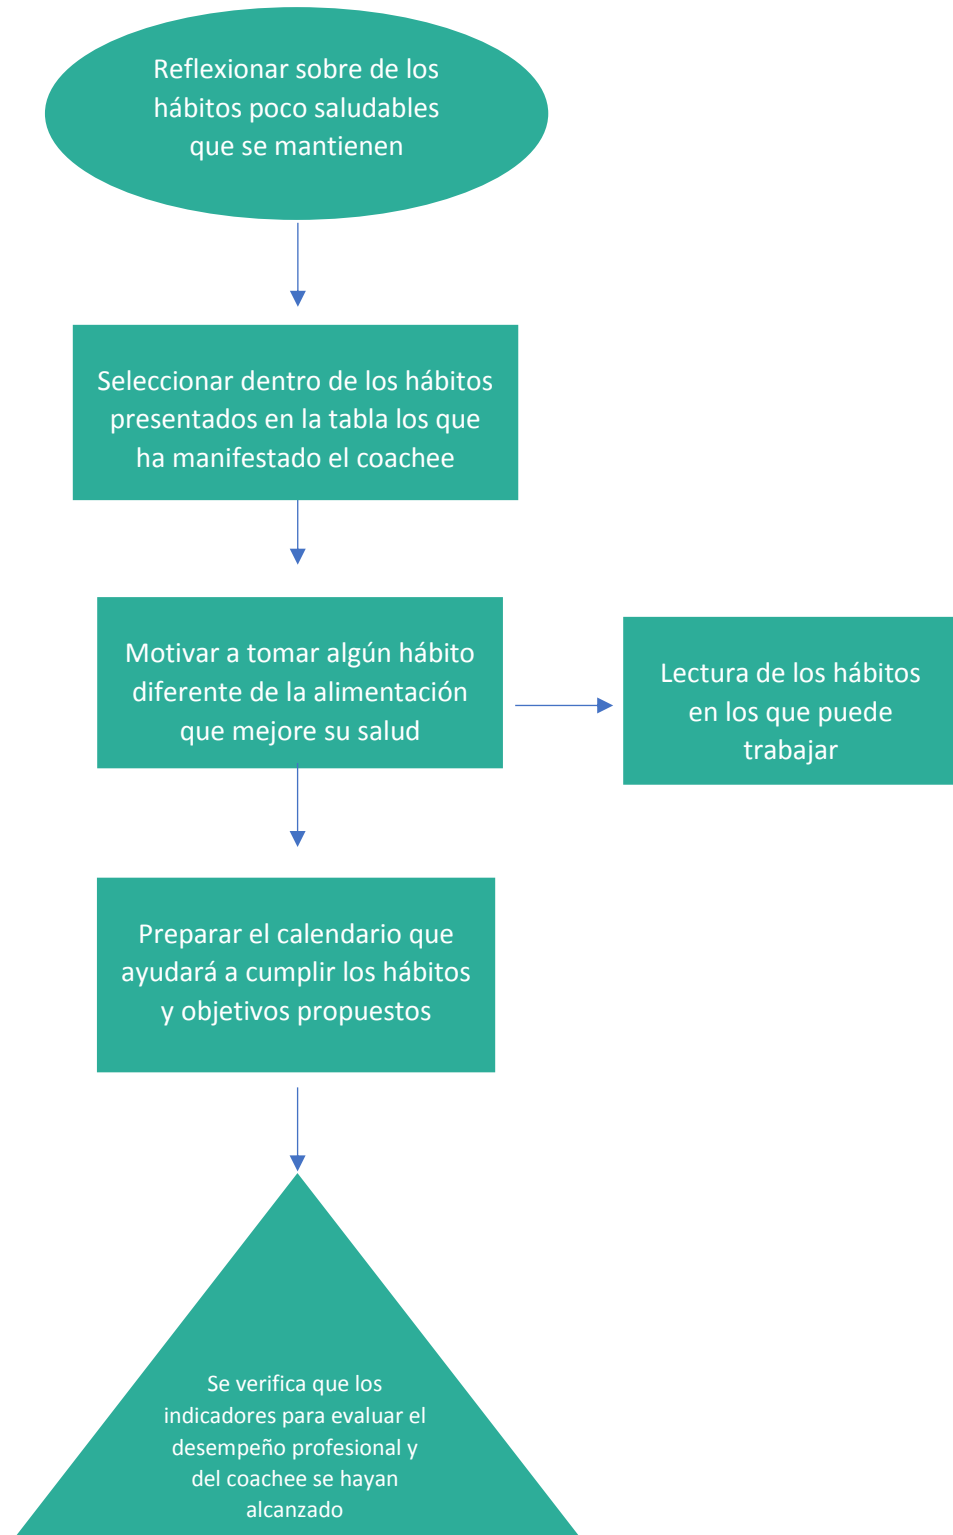 Reflexionar sobre de los
hábitos poco saludables
que se mantienen
Seleccionar dentro de los hábitos
presentados en la tabla los que
ha manifestado el coachee
Motivar a tomar algún hábito
diferente de la alimentación
que mejore su salud
Lectura de los hábitos
en los que puede
trabajar
Preparar el calendario que
ayudará a cumplir los hábitos
y objetivos propuestos
Se verifica que los
indicadores para evaluar el
desempeño profesional y
del coachee se hayan
alcanzado